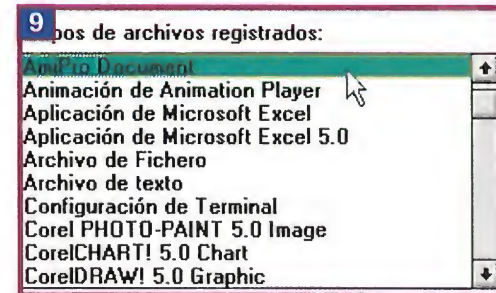 9
pos de archivos registrados:
AmiPro Document
Animación de Animation Player
Aplicación de Microsoft Excel
Aplicación de Microsoft Excel 5.0
Archivo de Fichero
Archivo de texto
Configuración de Terminal
Corel PHOTO-PAINT 5.0 Image
CorelCHART! 5.0 Chart
CorelDRAW! 5.0 Graphic